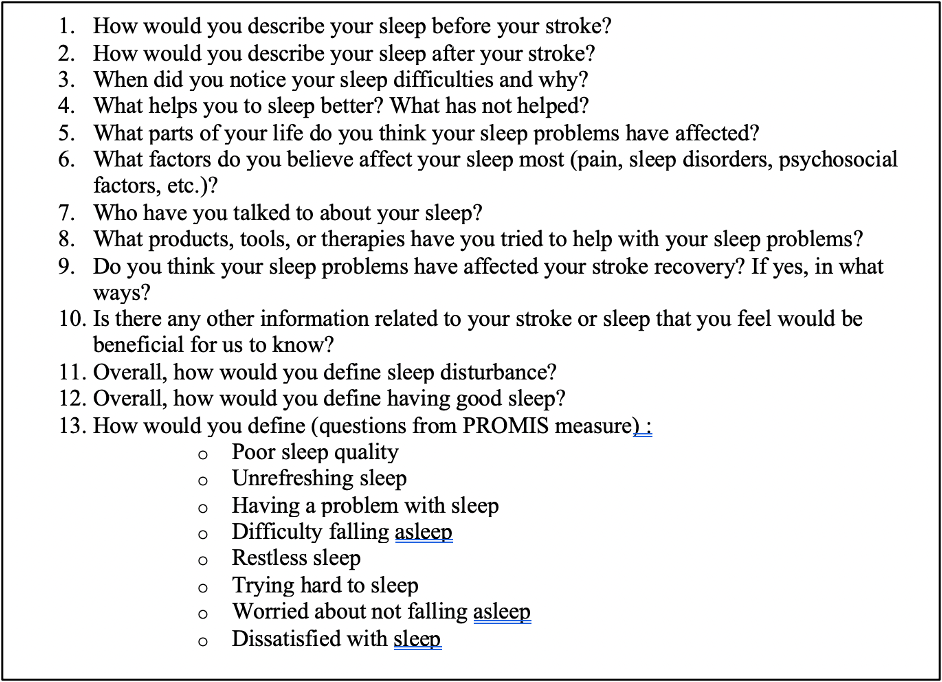 1. How would you describe your sleep before your stroke?
2. How would you describe your sleep after your stroke?
3. When did you notice your sleep difficulties and why?
4. What helps you to sleep better? What has not helped?
5. What parts of your life do you think your sleep problems have affected?
6. What factors do you believe affect your sleep most (pain, sleep disorders, psychosocial
factors, etc.)?
7. Who have you talked to about your sleep?
8. What products, tools, or therapies have you tried to help with your sleep problems?
9. Do you think your sleep problems have affected your stroke recovery? If yes, in what
ways?
10. Is there any other information related to your stroke or sleep that you feel would be
beneficial for us to know?
11. Overall, how would you define sleep disturbance?
12. Overall, how would you define having good sleep?
13. How would you define (questions from PROMIS measure) :
o Poor sleep quality
o Unrefreshing sleep
o Having a problem with sleep
o Difficulty falling asleep
o Restless sleep
o Trying hard to sleep
o Worried about not falling asleep
o Dissatisfied with sleep